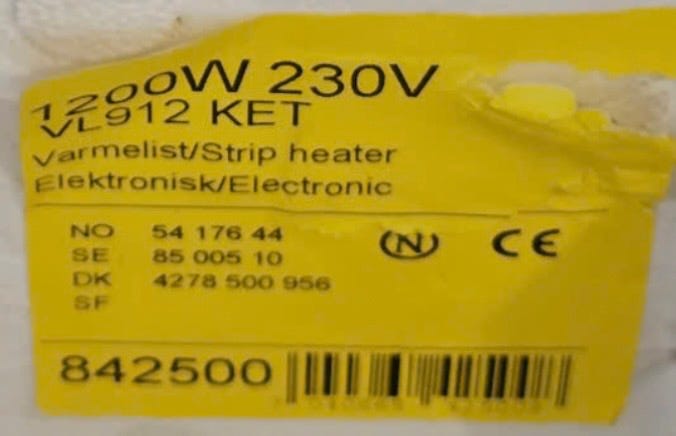 1200W 230V
VL912 KET
Varmelist/Strip heater
Elektronisk/Electronic
NO 54 176 44
SE 85 005 10
DK 4278 500 956
SF
N CE
842500